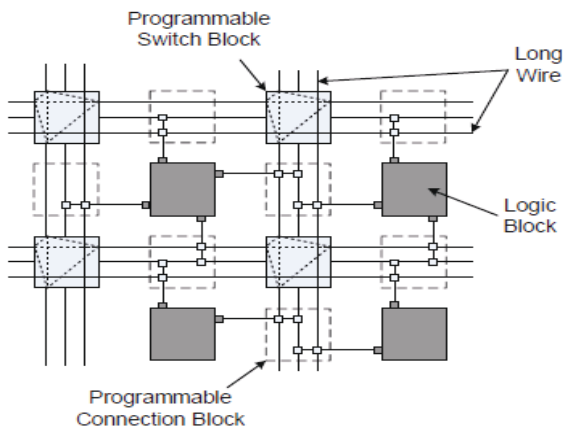 Programmable
Switch Block
Long
Wire
Logic
Block
Programmable
Connection Block